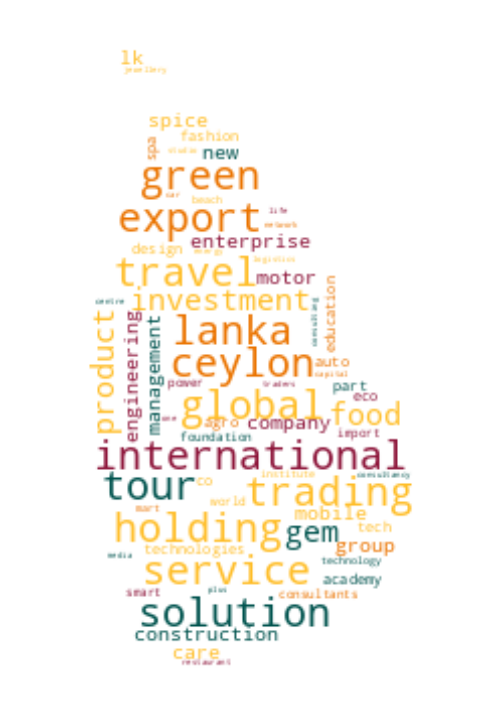 lk
jewellery
spice
fashion
spa
studio
new
green
car
beach
export
life
network
enterprise
design
energy
logistics
travel
motor
investment
centre
consulting
education
product
engineering
management
lanka
ceylon
auto
capital
power
traders
part
eco
global
food
one
agro
company
import
foundation
international
tour
co
institute
consultancy
trading
world
mart
mobile
holding
gem
tech
technologies
group
media
technology
service
academy
smart
plus
consultants
solution
construction
care
restaurant